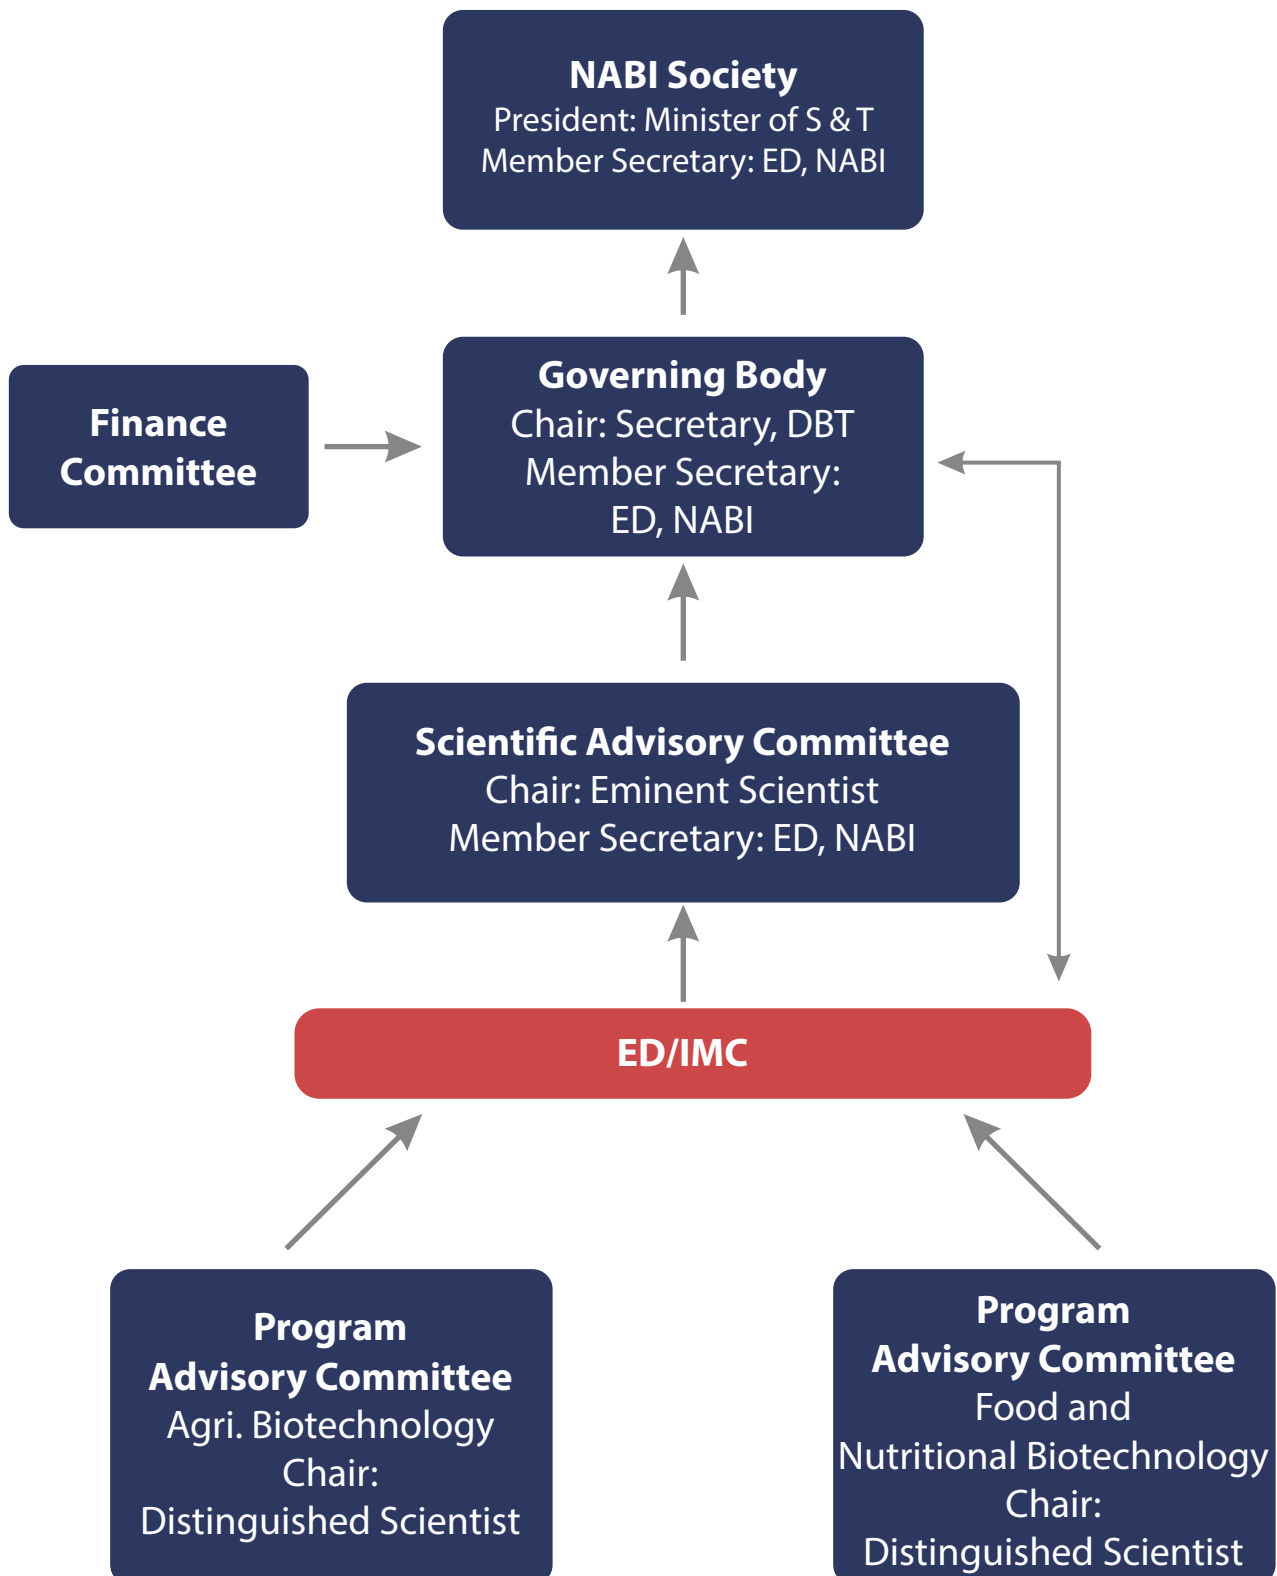 NABI Society
President: Minister of S & T
Member Secretary: ED, NABI
Finance
Committee
Governing Body
Chair: Secretary, DBT
Member Secretary:
ED, NABI
Scientific Advisory Committee
Chair: Eminent Scientist
Member Secretary: ED, NABI
ED/IMC
Program
Advisory Committee
Agri. Biotechnology
Chair:
Distinguished Scientist
Program
Advisory Committee
Food and
Nutritional Biotechnology
Chair:
Distinguished Scientist